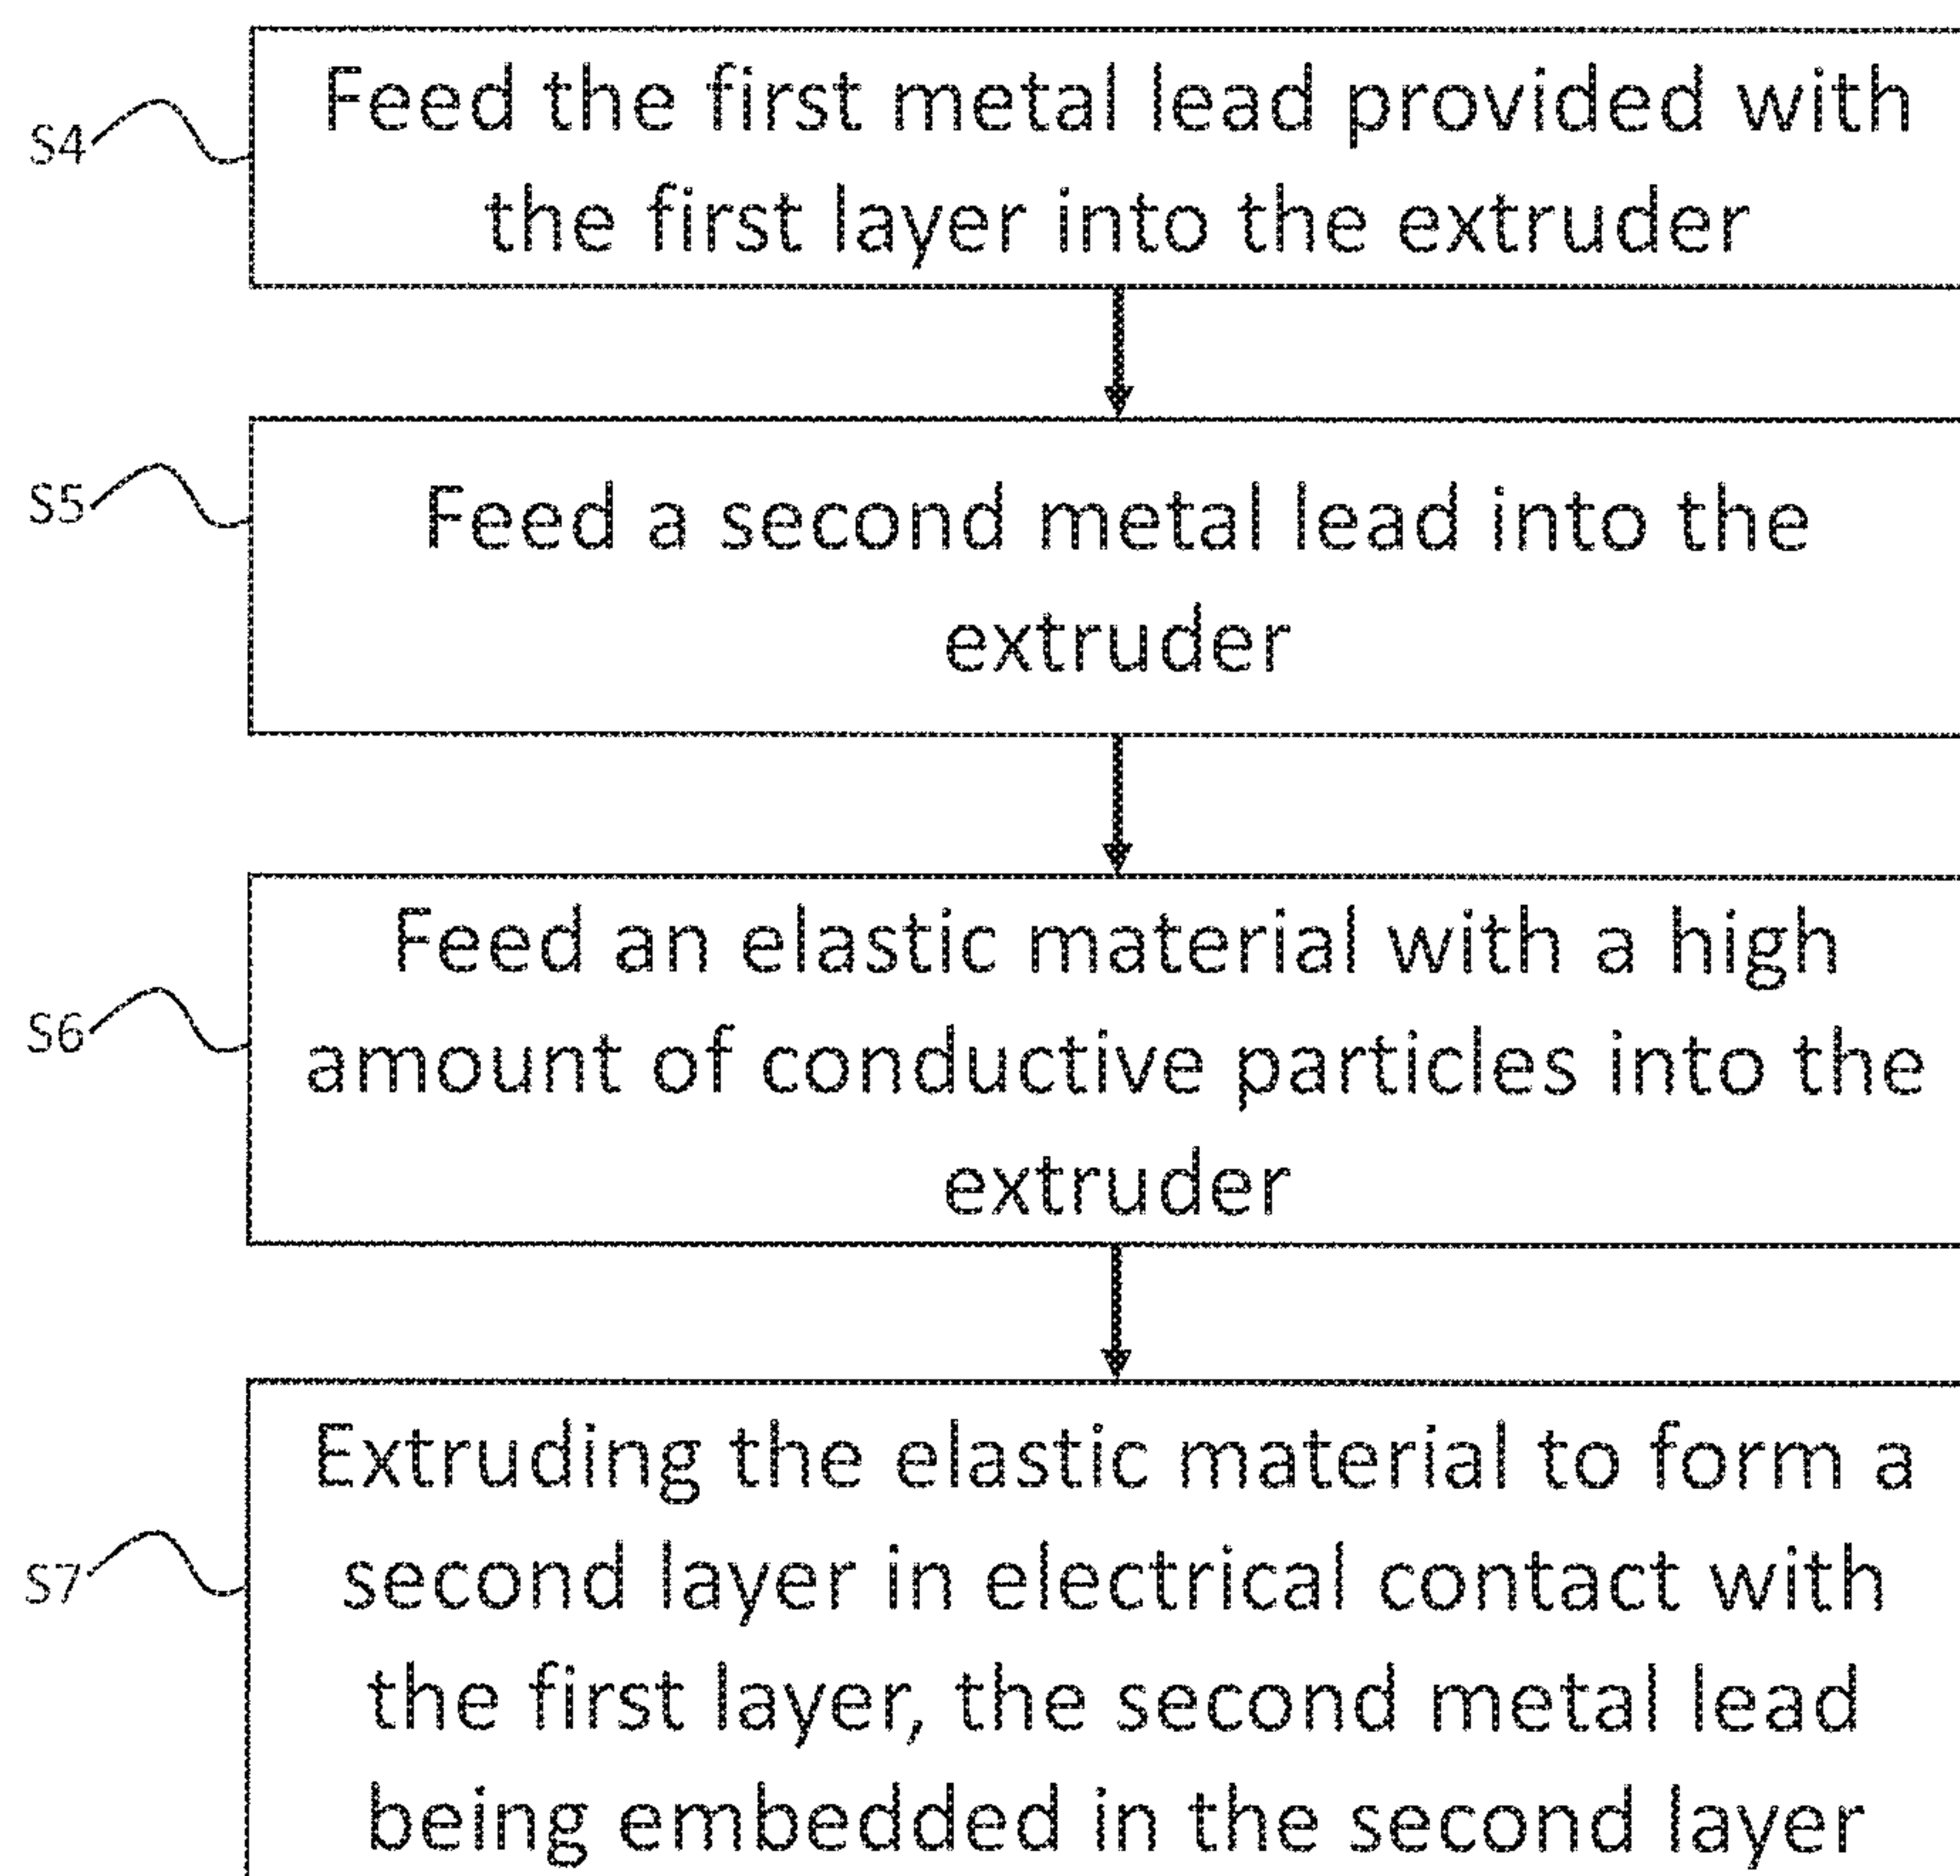 S4
Feed the first metal lead provided with
the first layer into the extruder
S5
Feed a second metal lead into the
extruder
S6
Feed an elastic material with a high
amount of conductive particles into the
extruder
S7
Extruding the elastic material to form a
second layer in electrical contact with
the first layer, the second metal lead
being embedded in the second layer